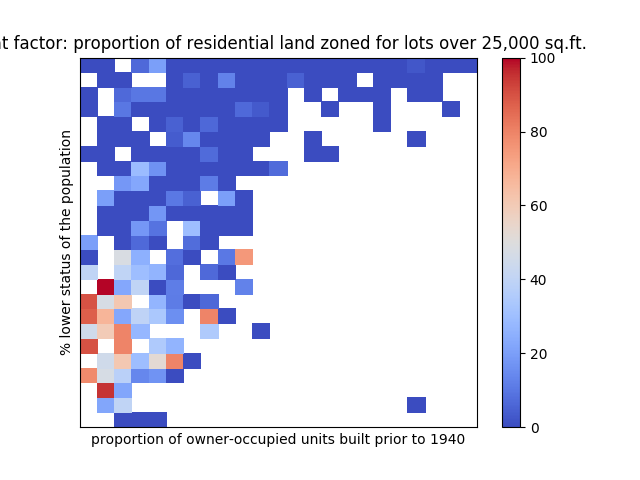 t factor: proportion of residential land zoned for lots over 25,000 sq.ft.
% lower status of the population
proportion of owner-occupied units built prior to 1940
100
80
60
40
20
0